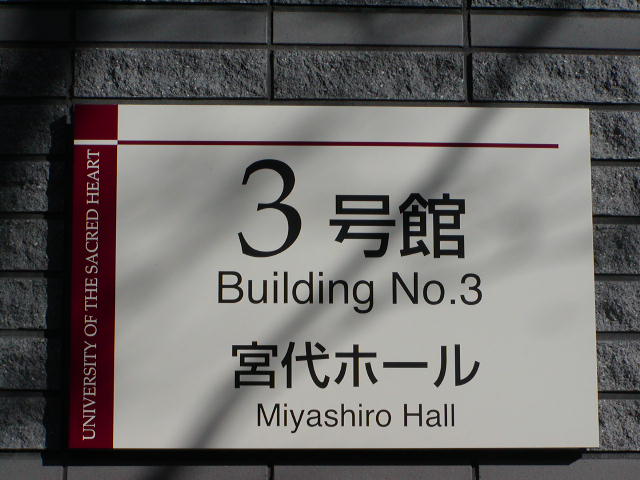 UNIVERSITY OF THE SACRED HEART
3号館
Building No.3
宮代ホール
Miyashiro Hall